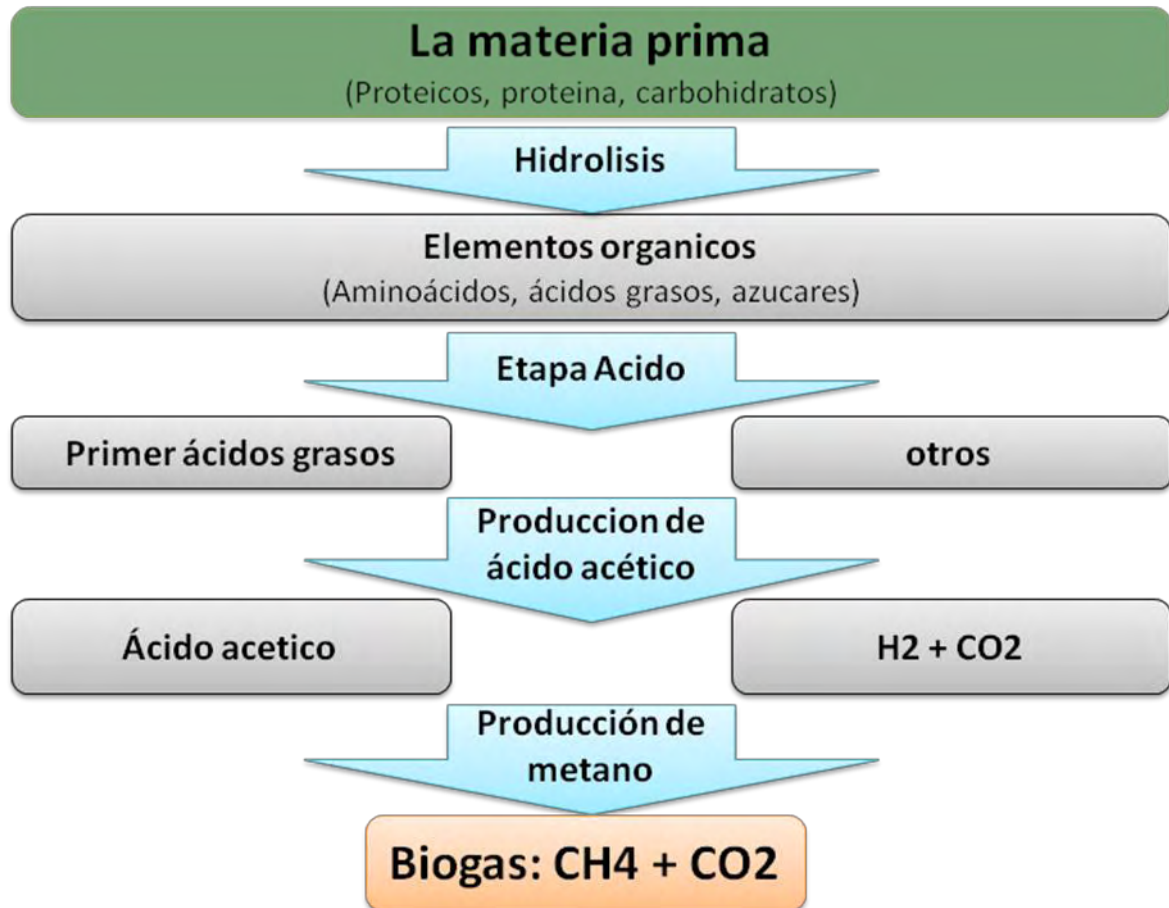 La materia prima
(Proteicos, proteina, carbohidratos)
Hidrolisis
Elementos organicos
(Aminoácidos, ácidos grasos, azucares)
Etapa Acido
Primer ácidos grasos
otros
Produccion de
ácido acético
Ácido acetico
H2 + CO2
Producción de
metano
Biogas: CH4 + CO2